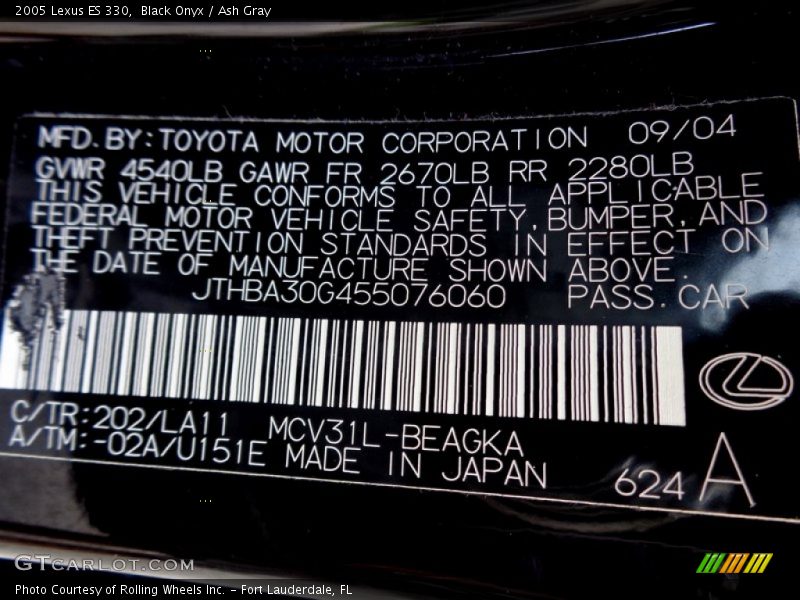 2005 Lexus ES 330, Black Onyx / Ash Gray
MFD. BY: TOYOTA MOTOR CORPORATION 09/04
GVWR 4540LB GAWR FR 2670LB RR 2280LB
THIS VEHICLE CONFORMS TO ALL APPLICABLE
FEDERAL MOTOR VEHICLE SAFETY, BUMPER, AND
THEFT PREVENTION STANDARDS IN EFFECT ON
THE DATE OF MANUFACTURE SHOWN ABOVE.
JTHBA30G455076060 PASS. CAR
C/TR: 202/LA11 MCV31L-BEAGKA
A/TM: -02A/U151E MADE IN JAPAN
624 A
GTCARLOT.COM
Photo Courtesy of Rolling Wheels Inc. - Fort Lauderdale, FL